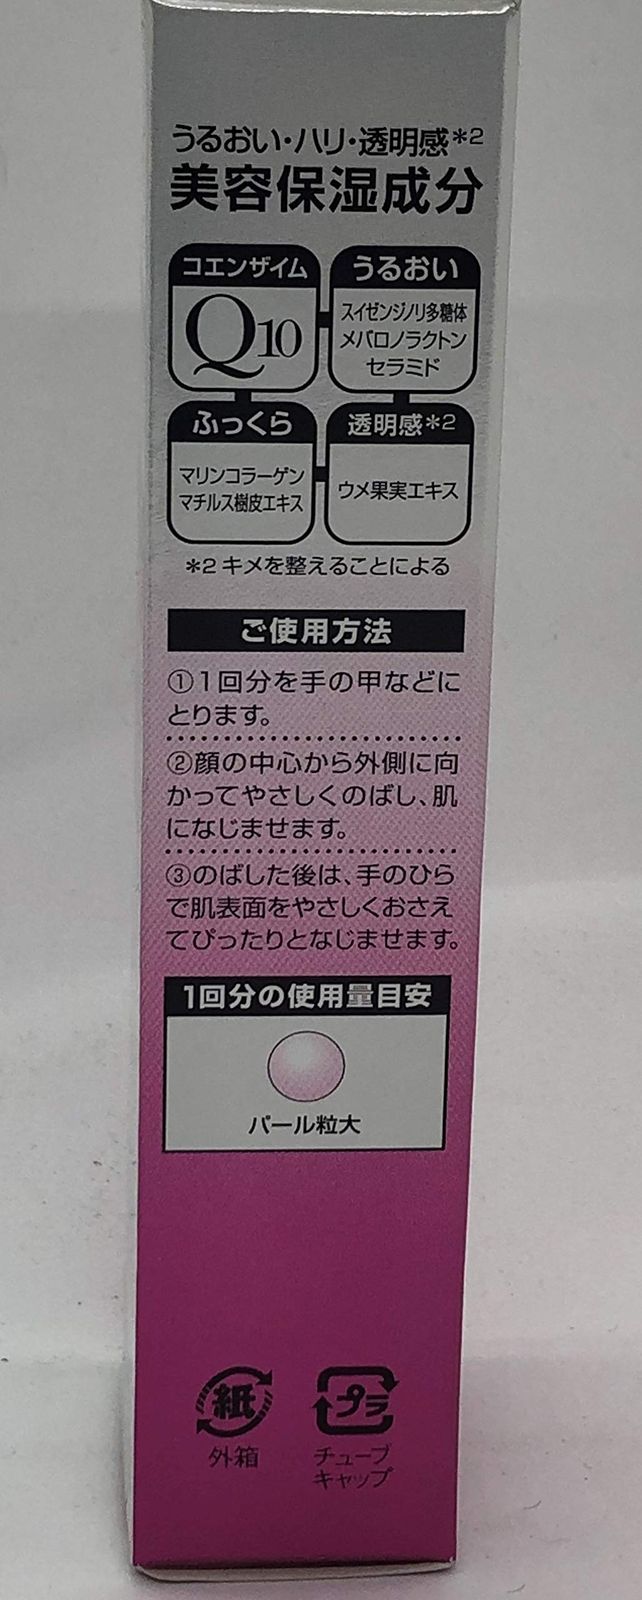 うるおい・ハリ・透明感*2
美容保湿成分
コエンザイム
Q10
うるおい
スイゼンジノリ多糖体
メバロノラクトン
セラミド
ふっくら
マリンコラーゲン
マチルス樹皮エキス
透明感*2
ウメ果実エキス
*2 キメを整えることによる
ご使用方法
①1回分を手の甲などに
とります。
②顔の中心から外側に向
かってやさしくのばし、肌
になじませます。
③のばした後は、手のひら
で肌表面をやさしくおさえ
てぴったりとなじませます。
1回分の使用量目安
パール粒大
紙
外箱
プラ
チューブ
キャップ